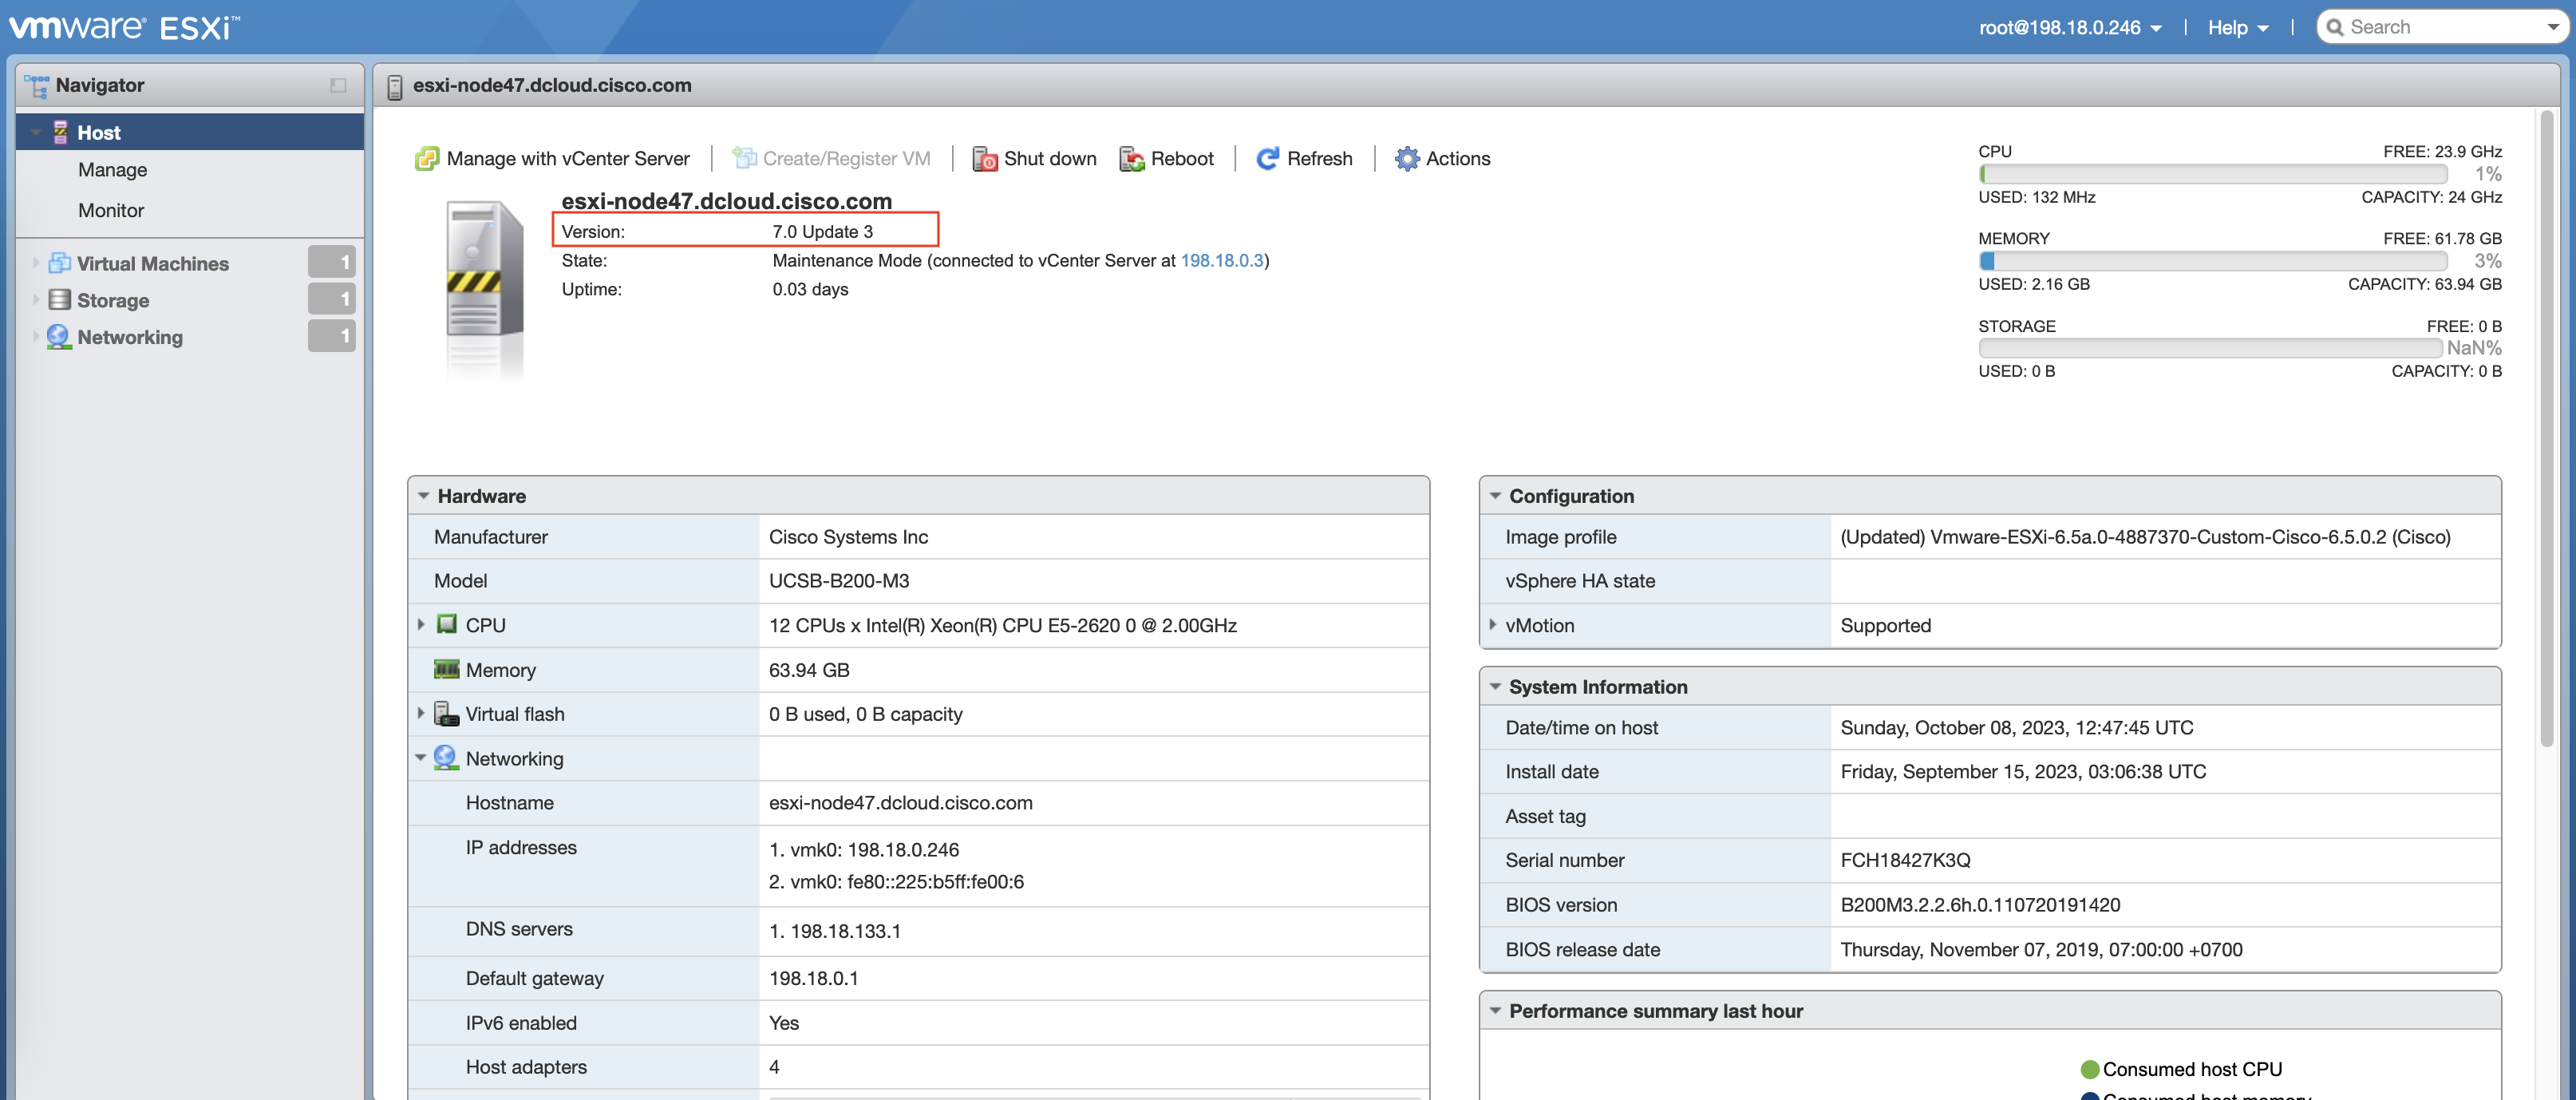 vmware® ESXi™
root@198.18.0.246 | Help | Search
Navigator
Host
Manage
Monitor
Virtual Machines 1
Storage 1
Networking 1
esxi-node47.dcloud.cisco.com
Manage with vCenter Server | Create/Register VM | Shut down Reboot | Refresh | Actions
esxi-node47.dcloud.cisco.com
Version: 7.0 Update 3
State: Maintenance Mode (connected to vCenter Server at 198.18.0.3)
Uptime: 0.03 days
CPU FREE: 23.9 GHz
1%
USED: 132 MHz CAPACITY: 24 GHz
MEMORY FREE: 61.78 GB
3%
USED: 2.16 GB CAPACITY: 63.94 GB
STORAGE FREE: 0 B
NaN%
USED: 0 B CAPACITY: 0 B
Hardware
Manufacturer Cisco Systems Inc
Model UCSB-B200-M3
CPU 12 CPUs x Intel(R) Xeon(R) CPU E5-2620 0 @ 2.00GHz
Memory 63.94 GB
Virtual flash 0 B used, 0 B capacity
Networking
Hostname esxi-node47.dcloud.cisco.com
IP addresses 1. vmk0: 198.18.0.246
2. vmk0: fe80::225:b5ff:fe00:6
DNS servers 1. 198.18.133.1
Default gateway 198.18.0.1
IPv6 enabled Yes
Host adapters 4
Configuration
Image profile (Updated) Vmware-ESXi-6.5a.0-4887370-Custom-Cisco-6.5.0.2 (Cisco)
vSphere HA state
vMotion Supported
System Information
Date/time on host Sunday, October 08, 2023, 12:47:45 UTC
Install date Friday, September 15, 2023, 03:06:38 UTC
Asset tag
Serial number FCH18427K3Q
BIOS version B200M3.2.2.6h.0.110720191420
BIOS release date Thursday, November 07, 2019, 07:00:00 +0700
Performance summary last hour
Consumed host CPU
Consumed host memory